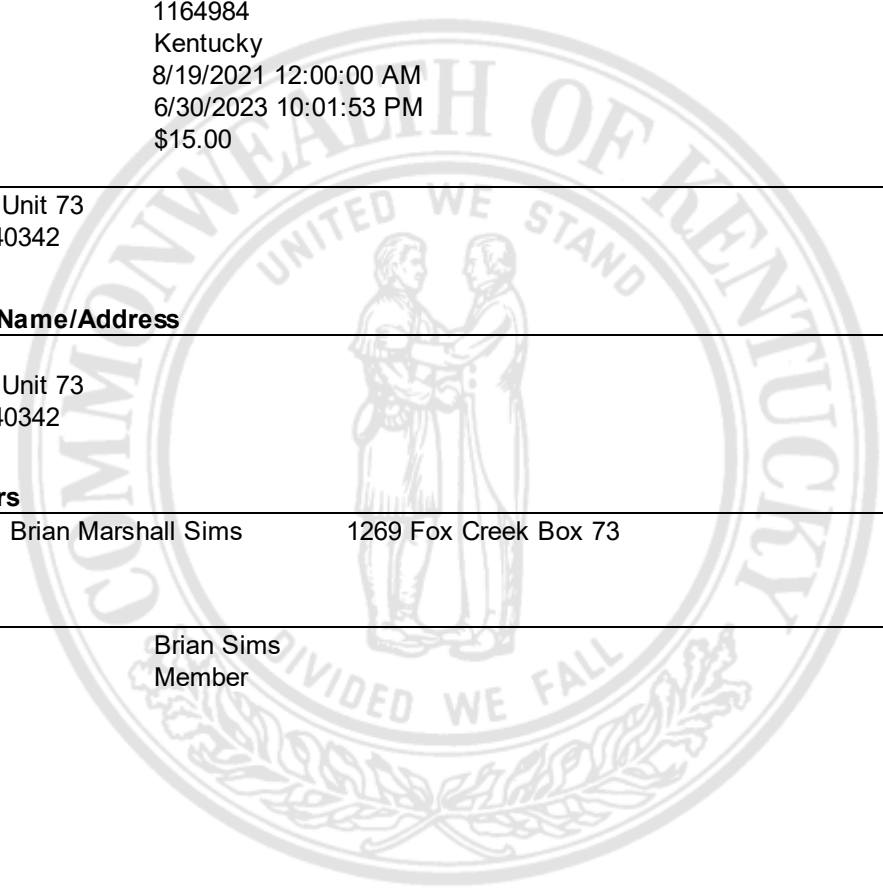 1164984
Kentucky
8/19/2021 12:00:00 AM
6/30/2023 10:01:53 PM
$15.00
Unit 73
40342
Name/Address
Unit 73
40342
rs
Brian Marshall Sims 1269 Fox Creek Box 73
Brian Sims
Member
COMMONWEALTH OF KENTUCKY
UNITED WE STAND
DIVIDED WE FALL